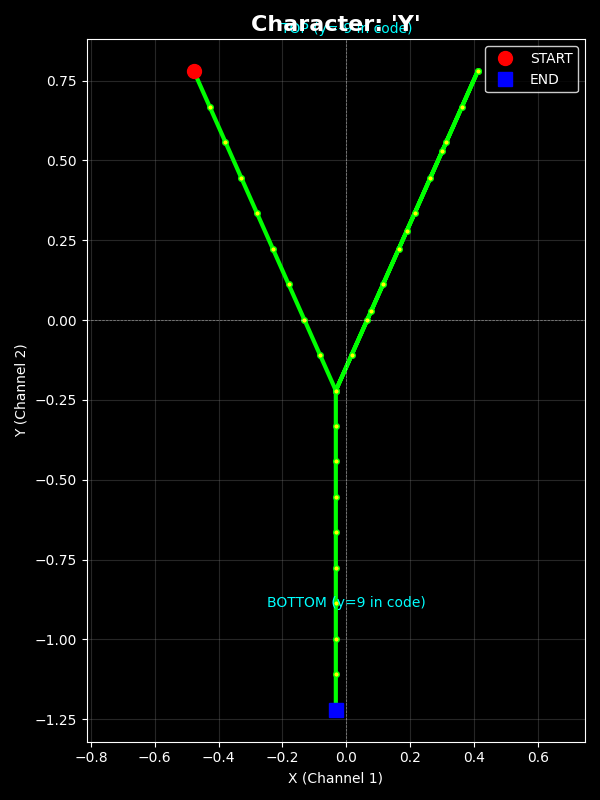 Character: 'Y'
TOP (y=-9 in code)
START
END
0.75
0.50
0.25
0.00
−0.25
−0.50
−0.75
−1.00
−1.25
Y (Channel 2)
BOTTOM (y=9 in code)
−0.8 −0.6 −0.4 −0.2 0.0 0.2 0.4 0.6
X (Channel 1)